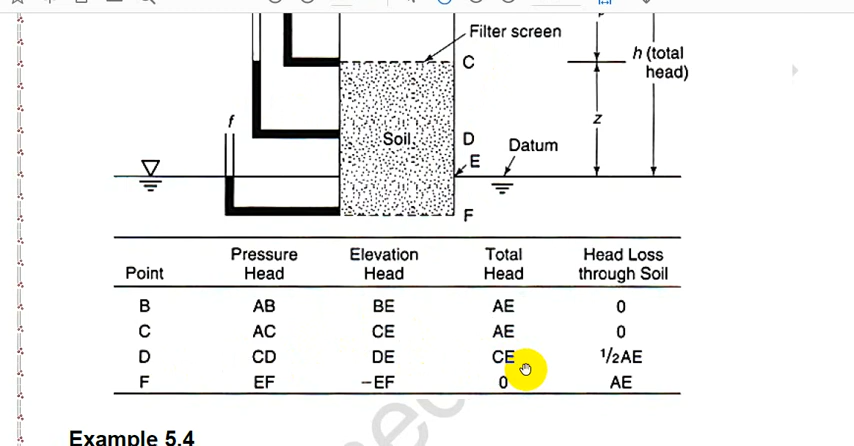 Filter screen
C
h (total
head)
z
f
Soil
D
Datum
E
F
Pressure Elevation Total Head Loss
Point Head Head Head through Soil
B AB BE AE 0
C AC CE AE 0
D CD DE CE 1/2AE
F EF −EF 0 AE
Example 5.4